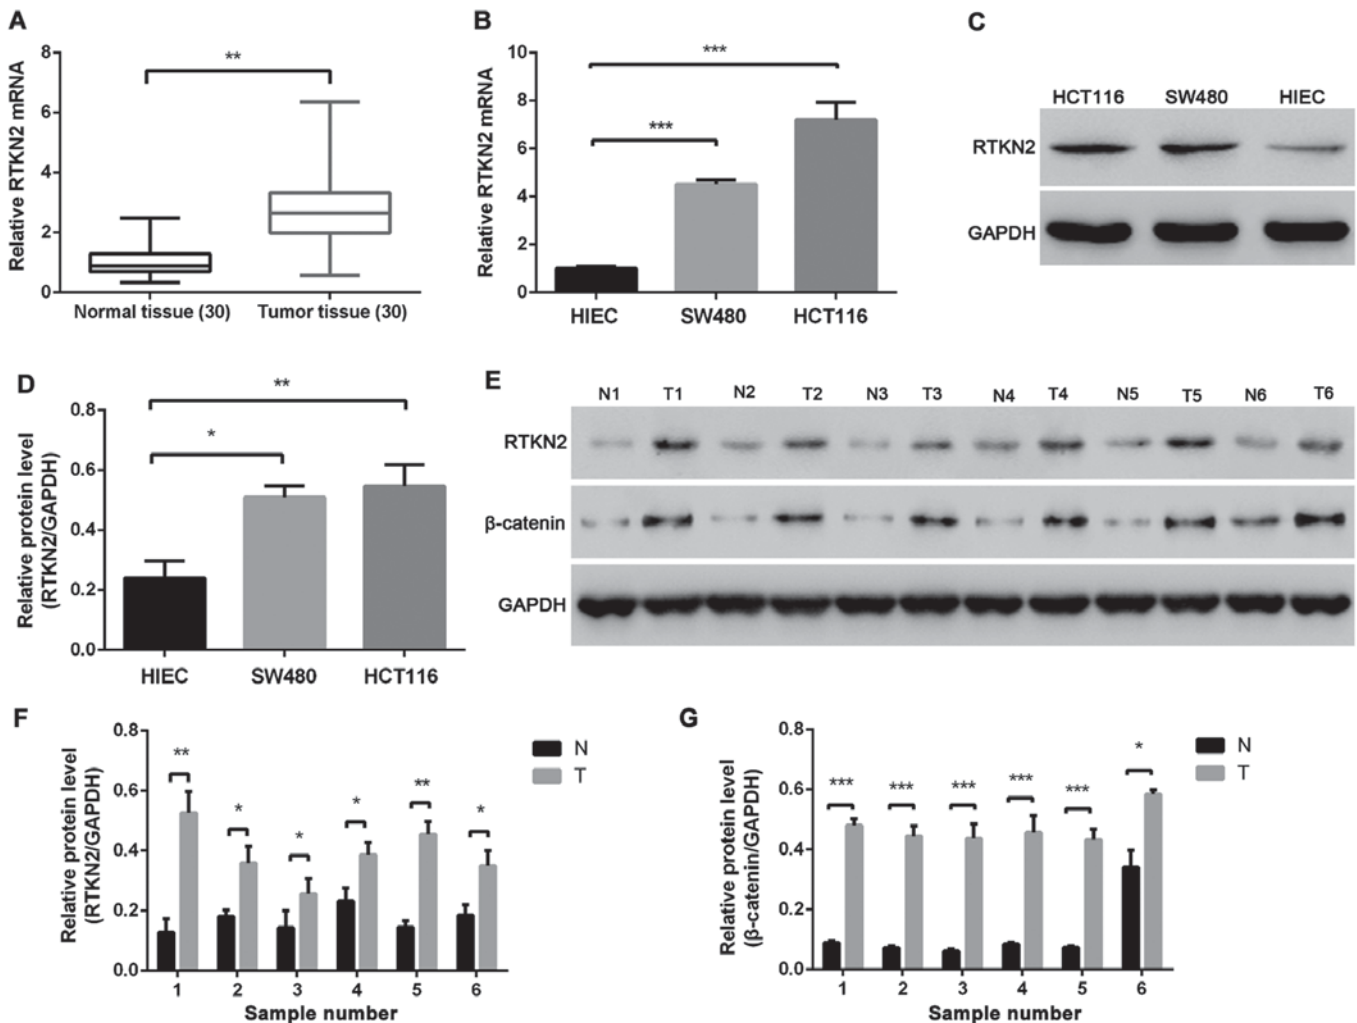 A
Relative RTKN2 mRNA
8
6
4
2
0
**
Normal tissue (30)
Tumor tissue (30)
B
Relative RTKN2 mRNA
10
8
6
4
2
0
***
***
HIEC
SW480
HCT116
C
HCT116
SW480
HIEC
RTKN2
GAPDH
D
Relative protein level
(RTKN2/GAPDH)
0.8
0.6
0.4
0.2
0.0
**
*
HIEC
SW480
HCT116
E
N1 T1 N2 T2 N3 T3 N4 T4 N5 T5 N6 T6
RTKN2
β-catenin
GAPDH
F
Relative protein level
(RTKN2/GAPDH)
0.8
0.6
0.4
0.2
0.0
** * * * ** *
1 2 3 4 5 6
Sample number
N
T
G
Relative protein level
(β-catenin/GAPDH)
0.8
0.6
0.4
0.2
0.0
*** *** *** *** *** *
1 2 3 4 5 6
Sample number
N
T